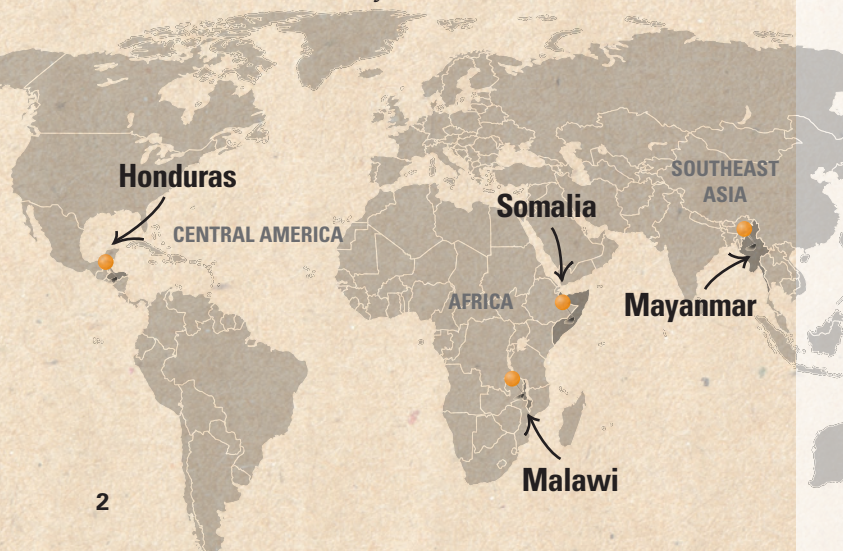 Honduras
CENTRAL AMERICA
Somalia
AFRICA
SOUTHEAST
ASIA
Mayanmar
Malawi
2